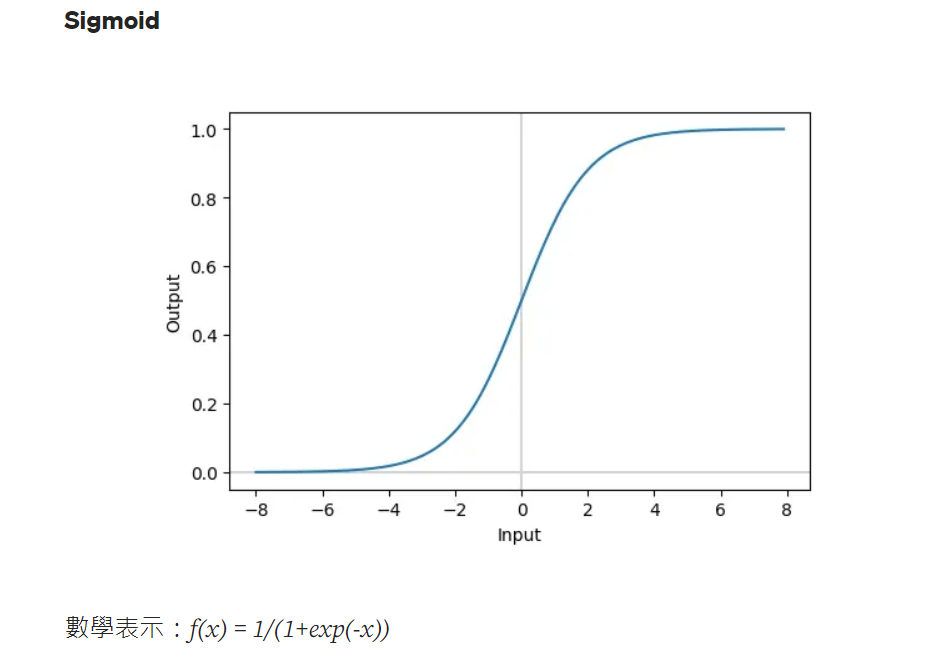 Sigmoid
1.0
0.8
0.6
0.4
0.2
0.0
Output
−8 −6 −4 −2 0 2 4 6 8
Input
數學表示：f(x) = 1/(1+exp(-x))